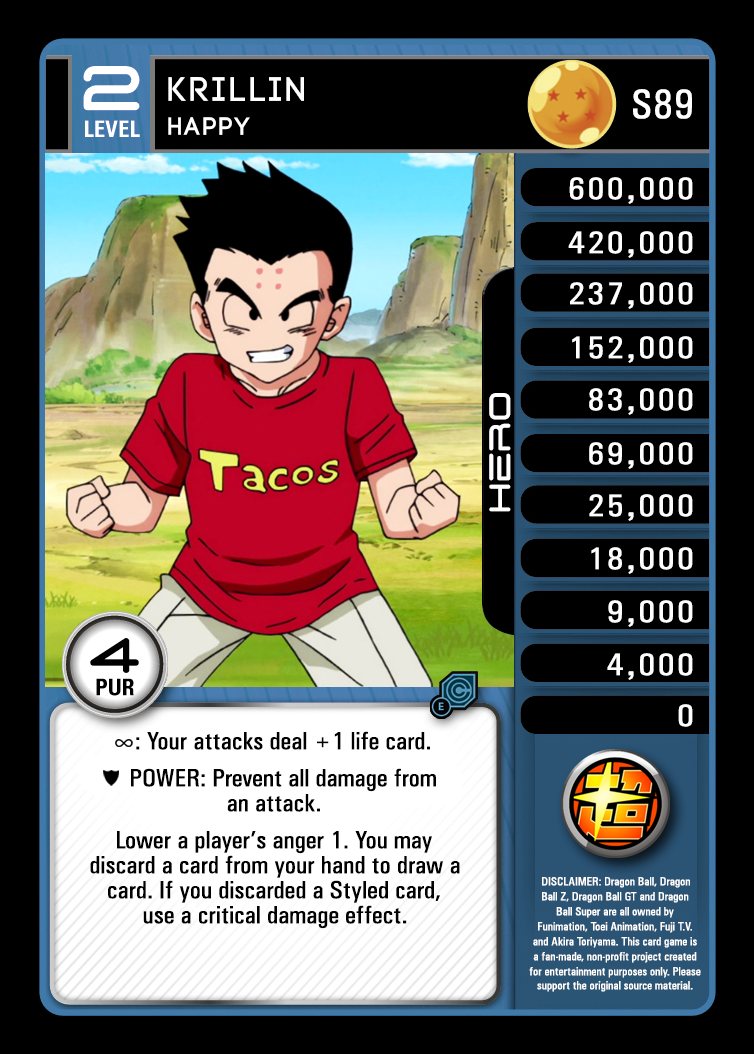 2
LEVEL
KRILLIN
HAPPY
S89
600,000
420,000
237,000
152,000
83,000
69,000
25,000
18,000
9,000
4,000
0
HERO
Tacos
4
PUR
E
∞: Your attacks deal +1 life card.
POWER: Prevent all damage from
an attack.
Lower a player's anger 1. You may
discard a card from your hand to draw a
card. If you discarded a Styled card,
use a critical damage effect.
超
DISCLAIMER: Dragon Ball, Dragon
Ball Z, Dragon Ball GT and Dragon
Ball Super are all owned by
Funimation, Toei Animation, Fuji T.V.
and Akira Toriyama. This card game is
a fan-made, non-profit project created
for entertainment purposes only. Please
support the original source material.